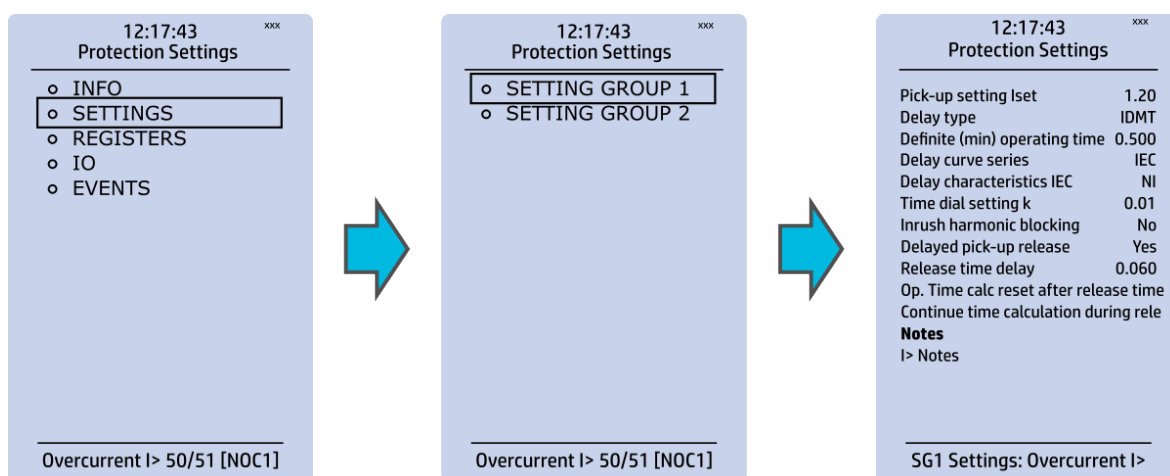 12:17:43 xxx
Protection Settings
INFO
SETTINGS
REGISTERS
IO
EVENTS
Overcurrent I> 50/51 [NOC1]
12:17:43 xxx
Protection Settings
SETTING GROUP 1
SETTING GROUP 2
Overcurrent I> 50/51 [NOC1]
12:17:43 xxx
Protection Settings
Pick-up setting Iset 1.20
Delay type IDMT
Definite (min) operating time 0.500
Delay curve series IEC
Delay characteristics IEC NI
Time dial setting k 0.01
Inrush harmonic blocking No
Delayed pick-up release Yes
Release time delay 0.060
Op. Time calc reset after release time
Continue time calculation during rele
Notes
I> Notes
SG1 Settings: Overcurrent I>